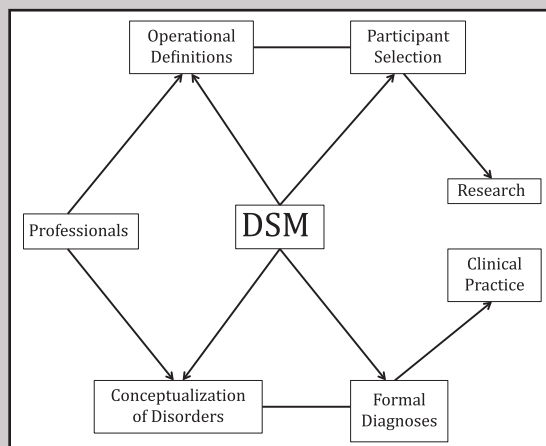 Operational
Definitions
Participant
Selection
Research
Professionals
DSM
Clinical
Practice
Conceptualization
of Disorders
Formal
Diagnoses